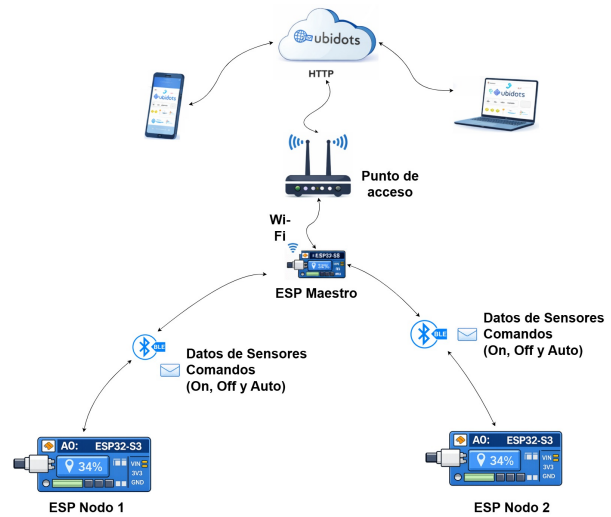 ubidots
HTTP
ubidots
ubidots
Punto de
acceso
Wi-
Fi
ESP Maestro
BLE
Datos de Sensores
Comandos
(On, Off y Auto)
BLE
Datos de Sensores
Comandos
(On, Off y Auto)
A0: ESP32-S3
34%
VIN
3V3
GND
ESP Nodo 1
A0: ESP32-S3
34%
VIN
3V3
GND
ESP Nodo 2